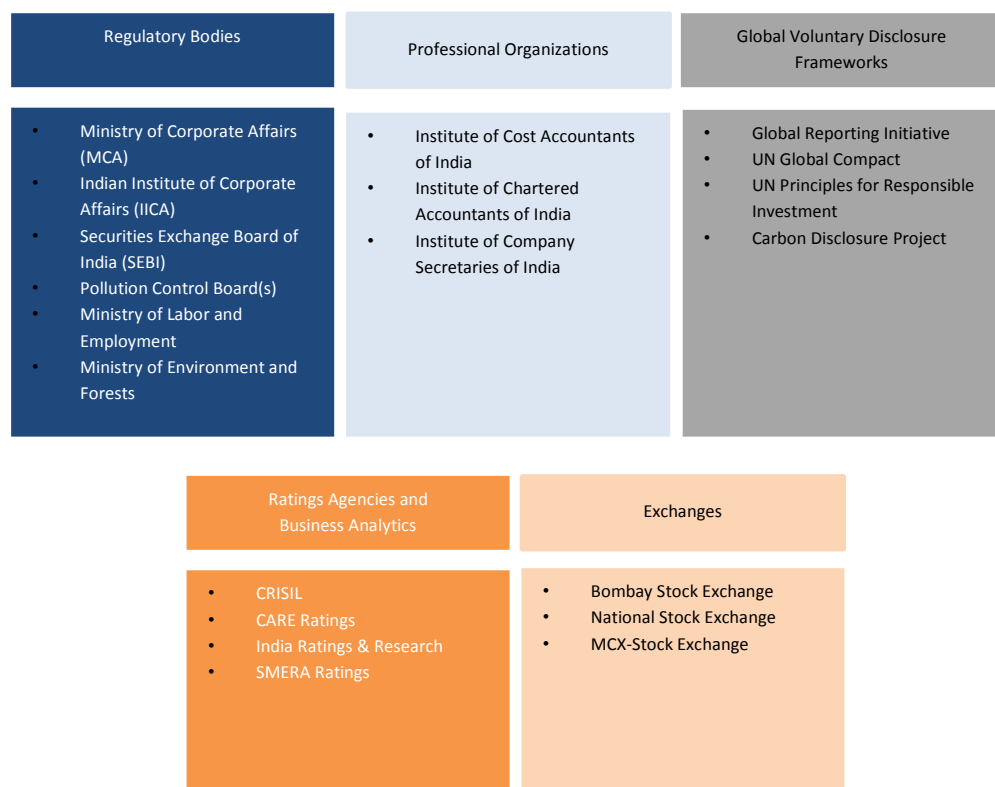 Regulatory Bodies
• Ministry of Corporate Affairs
(MCA)
• Indian Institute of Corporate
Affairs (IICA)
• Securities Exchange Board of
India (SEBI)
• Pollution Control Board(s)
• Ministry of Labor and
Employment
• Ministry of Environment and
Forests
Professional Organizations
• Institute of Cost Accountants
of India
• Institute of Chartered
Accountants of India
• Institute of Company
Secretaries of India
Global Voluntary Disclosure
Frameworks
• Global Reporting Initiative
• UN Global Compact
• UN Principles for Responsible
Investment
• Carbon Disclosure Project
Ratings Agencies and
Business Analytics
• CRISIL
• CARE Ratings
• India Ratings & Research
• SMERA Ratings
Exchanges
• Bombay Stock Exchange
• National Stock Exchange
• MCX-Stock Exchange